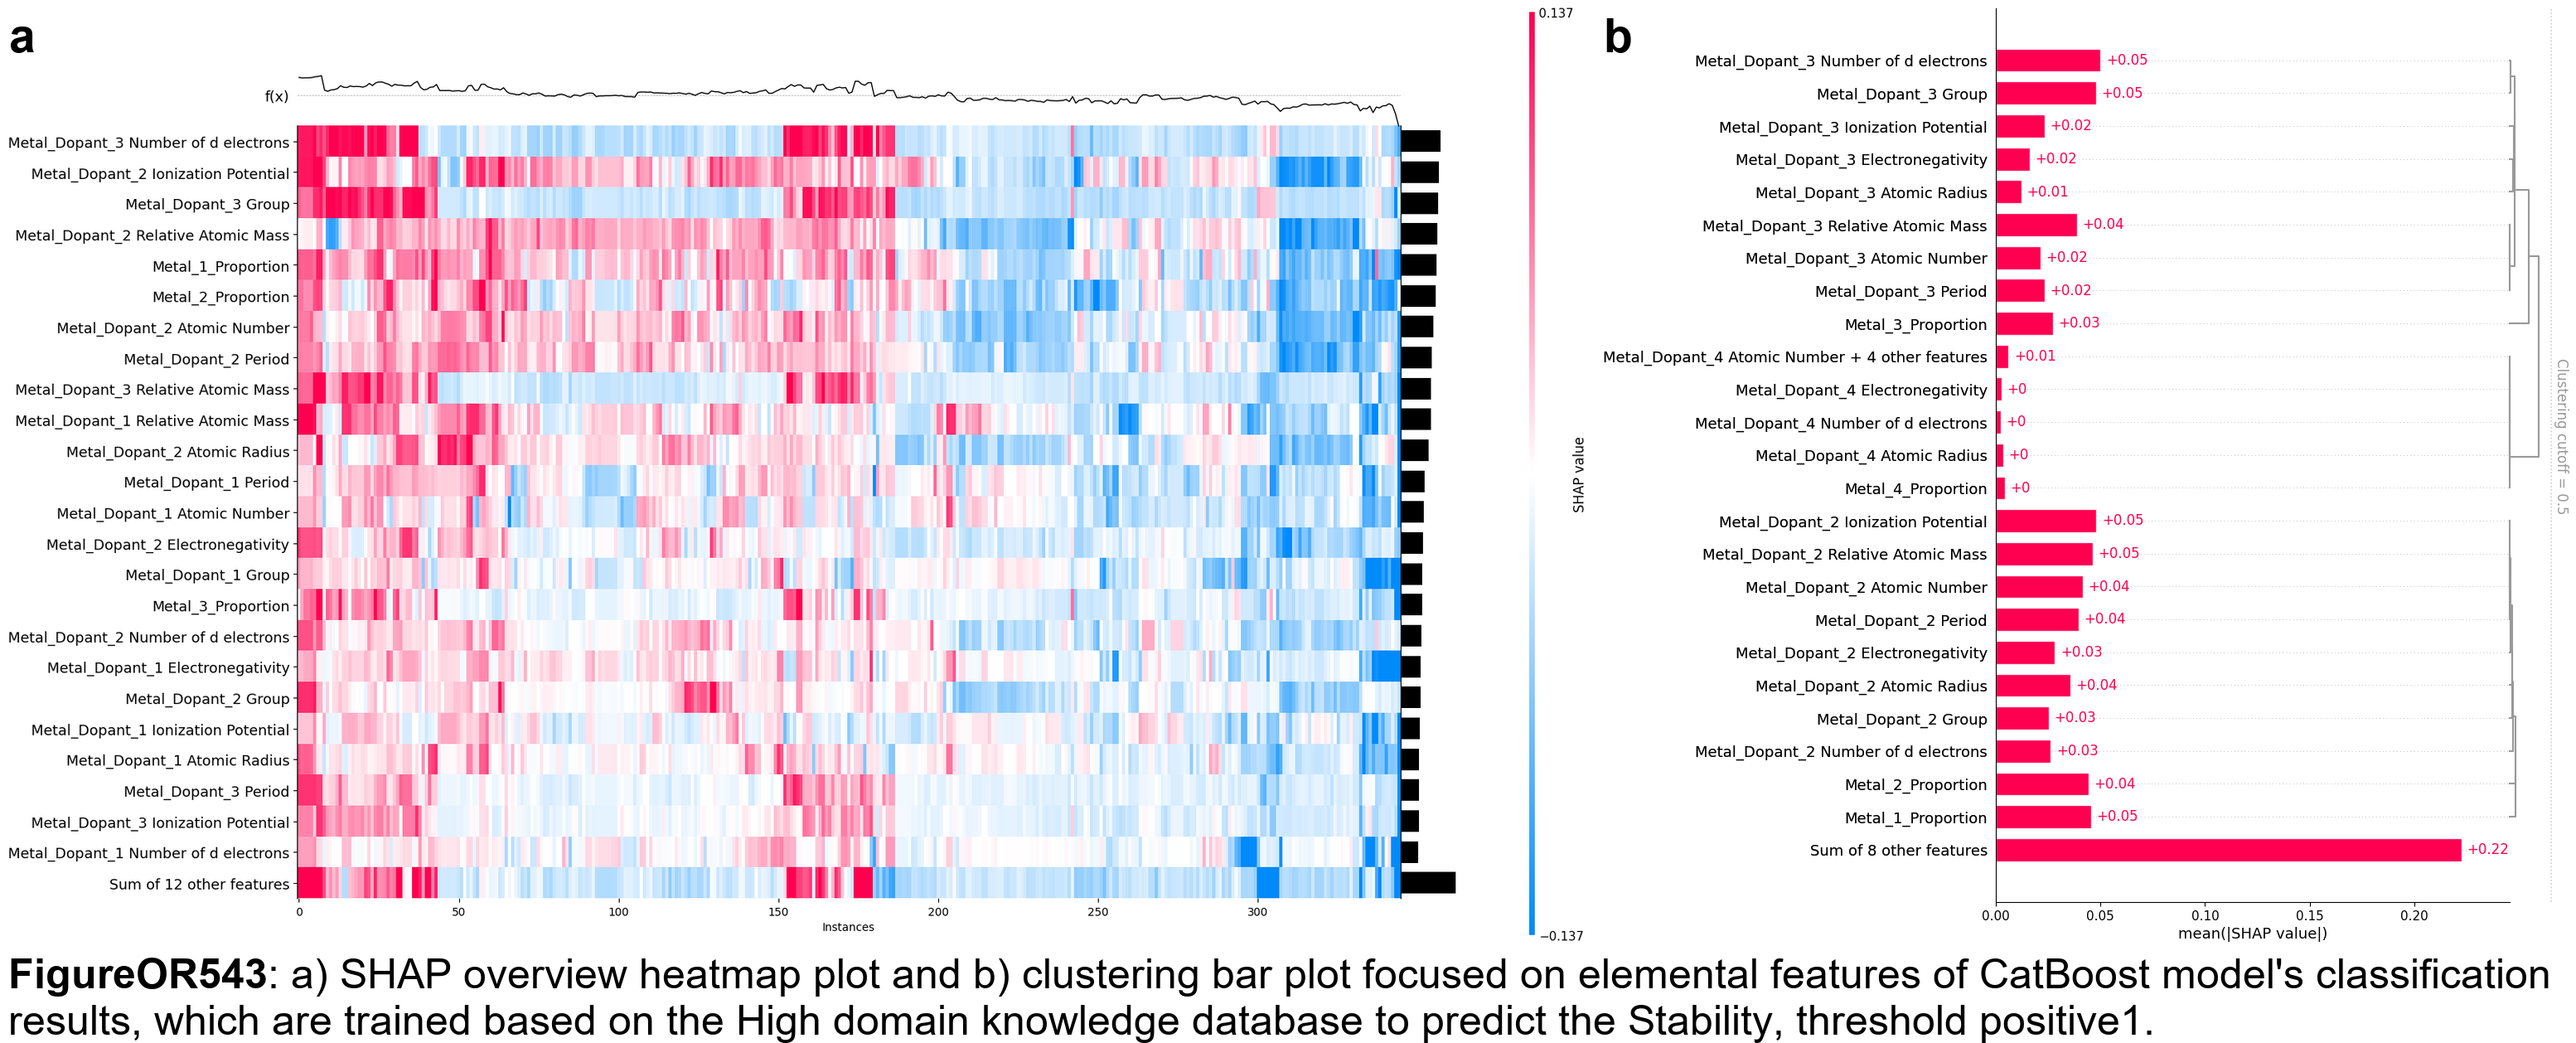 a
f(x)
Metal_Dopant_3 Number of d electrons
Metal_Dopant_2 Ionization Potential
Metal_Dopant_3 Group
Metal_Dopant_2 Relative Atomic Mass
Metal_1_Proportion
Metal_2_Proportion
Metal_Dopant_2 Atomic Number
Metal_Dopant_2 Period
Metal_Dopant_3 Relative Atomic Mass
Metal_Dopant_1 Relative Atomic Mass
Metal_Dopant_2 Atomic Radius
Metal_Dopant_1 Period
Metal_Dopant_1 Atomic Number
Metal_Dopant_2 Electronegativity
Metal_Dopant_1 Group
Metal_3_Proportion
Metal_Dopant_2 Number of d electrons
Metal_Dopant_1 Electronegativity
Metal_Dopant_2 Group
Metal_Dopant_1 Ionization Potential
Metal_Dopant_1 Atomic Radius
Metal_Dopant_3 Period
Metal_Dopant_3 Ionization Potential
Metal_Dopant_1 Number of d electrons
Sum of 12 other features
0 50 100 150 200 250 300
Instances
0.137
SHAP value
−0.137
b
Metal_Dopant_3 Number of d electrons +0.05
Metal_Dopant_3 Group +0.05
Metal_Dopant_3 Ionization Potential +0.02
Metal_Dopant_3 Electronegativity +0.02
Metal_Dopant_3 Atomic Radius +0.01
Metal_Dopant_3 Relative Atomic Mass +0.04
Metal_Dopant_3 Atomic Number +0.02
Metal_Dopant_3 Period +0.02
Metal_3_Proportion +0.03
Metal_Dopant_4 Atomic Number + 4 other features +0.01
Metal_Dopant_4 Electronegativity +0
Metal_Dopant_4 Number of d electrons +0
Metal_Dopant_4 Atomic Radius +0
Metal_4_Proportion +0
Metal_Dopant_2 Ionization Potential +0.05
Metal_Dopant_2 Relative Atomic Mass +0.05
Metal_Dopant_2 Atomic Number +0.04
Metal_Dopant_2 Period +0.04
Metal_Dopant_2 Electronegativity +0.03
Metal_Dopant_2 Atomic Radius +0.04
Metal_Dopant_2 Group +0.03
Metal_Dopant_2 Number of d electrons +0.03
Metal_2_Proportion +0.04
Metal_1_Proportion +0.05
Sum of 8 other features +0.22
0.00 0.05 0.10 0.15 0.20
mean(|SHAP value|)
Clustering cutoff = 0.5
FigureOR543: a) SHAP overview heatmap plot and b) clustering bar plot focused on elemental features of CatBoost model's classification
results, which are trained based on the High domain knowledge database to predict the Stability, threshold positive1.